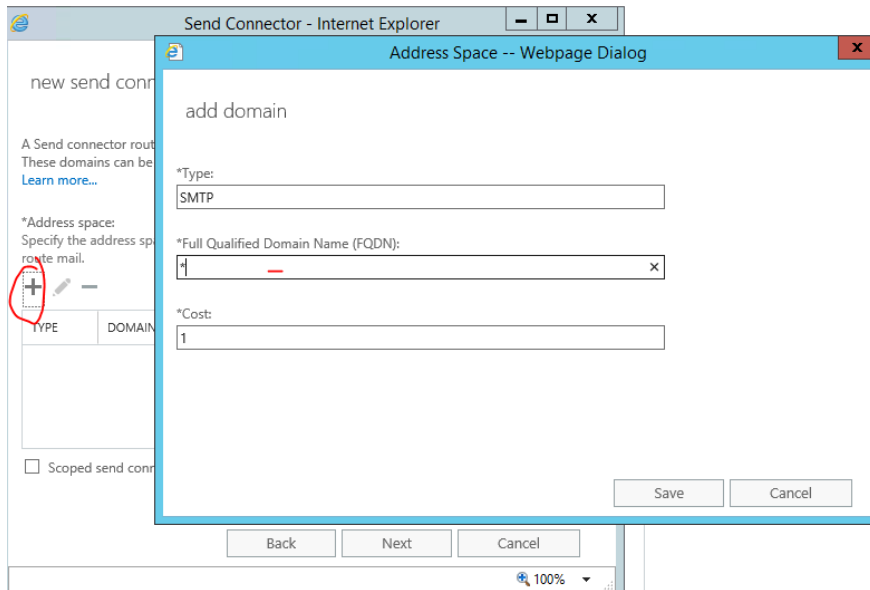 Send Connector - Internet Explorer
Address Space -- Webpage Dialog
new send conn
add domain
A Send connector rout
These domains can be
Learn more...
*Type:
SMTP
*Address space:
Specify the address spa
route mail.
*Full Qualified Domain Name (FQDN):
*
*Cost:
1
TYPE
DOMAIN
Scoped send conn
Save
Cancel
Back
Next
Cancel
100%